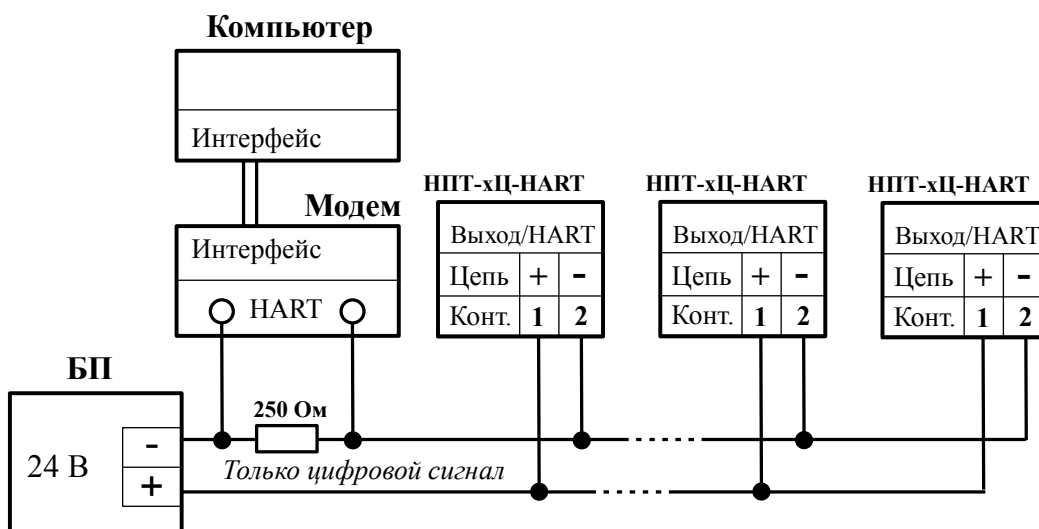 Компьютер
Интерфейс
Модем
Интерфейс
HART
НПТ-хЦ-HART
Выход/HART
Цепь + -
Конт. 1 2
НПТ-хЦ-HART
Выход/HART
Цепь + -
Конт. 1 2
НПТ-хЦ-HART
Выход/HART
Цепь + -
Конт. 1 2
БП
24 В
-
+
250 Ом
Только цифровой сигнал